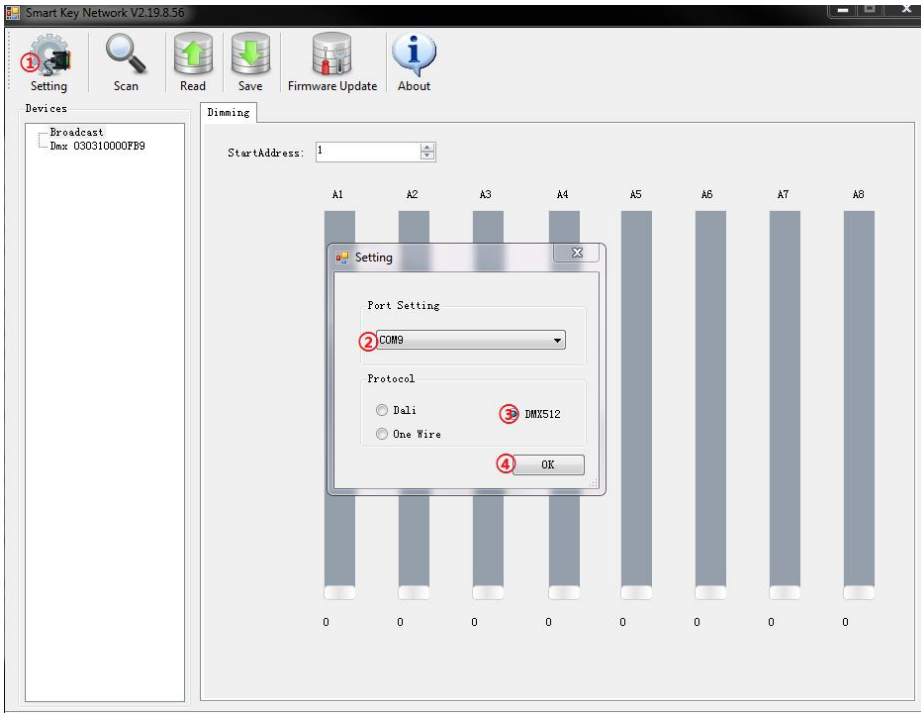 Smart Key Network V2.19.8.56
①
Setting
Scan
Read
Save
Firmware Update
About
Devices
Broadcast
Dmx 030310000FB9
Dimming
StartAddress: 1
A1 A2 A3 A4 A5 A6 A7 A8
Setting
Port Setting
② COM9
Protocol
Dali
③ DMX512
One Wire
④ OK
0 0 0 0 0 0 0 0